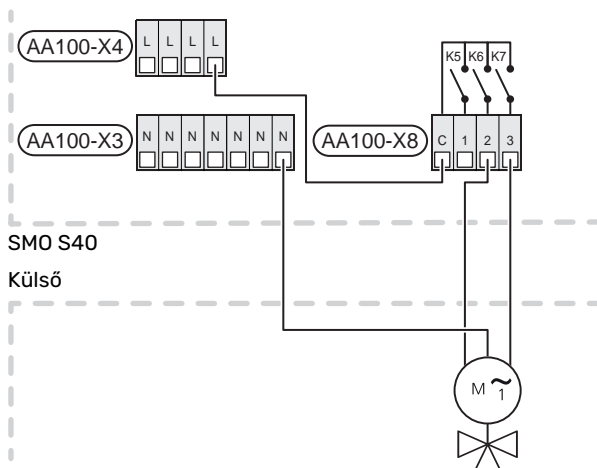 AA100-X4
L L L L
K5 K6 K7
AA100-X3
N N N N N N N
AA100-X8
C 1 2 3
SMO S40
Külső
M ~ 1